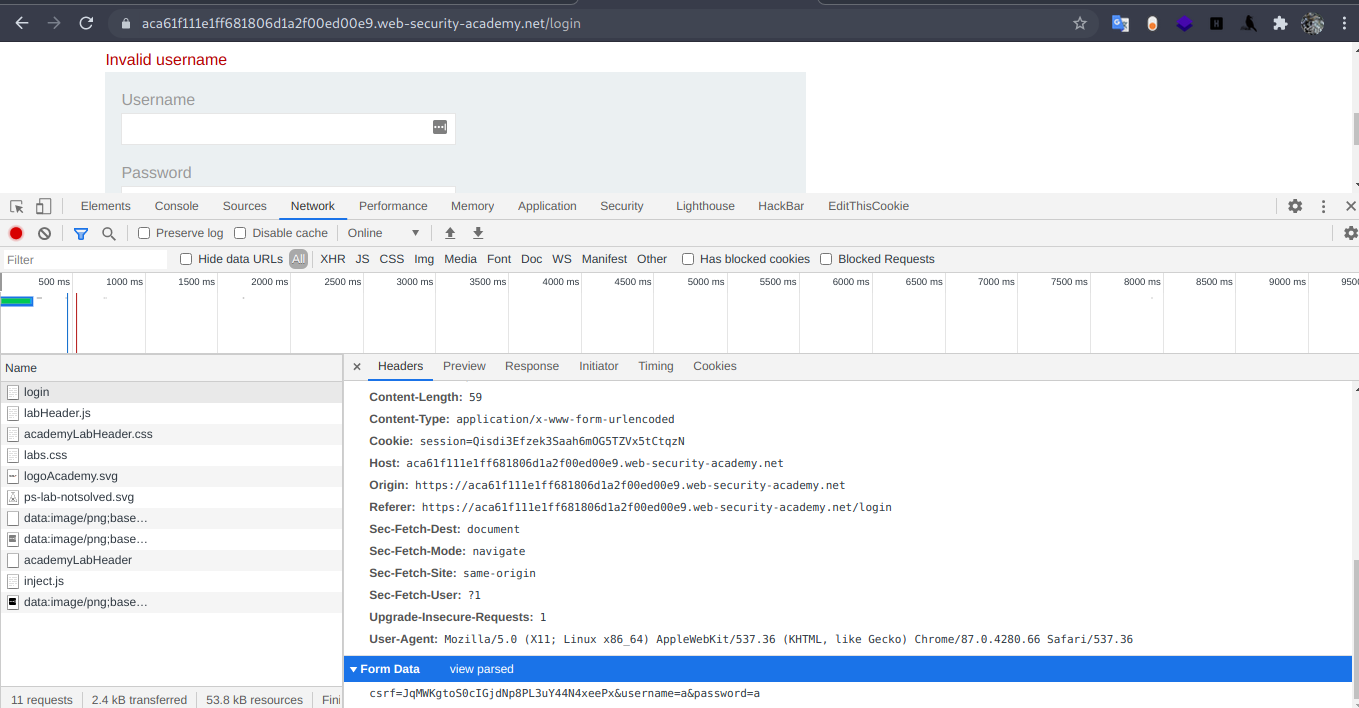 aca61f111e1ff681806d1a2f00ed00e9.web-security-academy.net/login
Invalid username
Username
Password
Elements Console Sources Network Performance Memory Application Security Lighthouse HackBar EditThisCookie
Preserve log Disable cache Online
Filter Hide data URLs All XHR JS CSS Img Media Font Doc WS Manifest Other Has blocked cookies Blocked Requests
500 ms 1000 ms 1500 ms 2000 ms 2500 ms 3000 ms 3500 ms 4000 ms 4500 ms 5000 ms 5500 ms 6000 ms 6500 ms 7000 ms 7500 ms 8000 ms 8500 ms 9000 ms 9500
Name
login
labHeader.js
academyLabHeader.css
labs.css
logoAcademy.svg
ps-lab-notsolved.svg
data:image/png;base…
data:image/png;base…
academyLabHeader
inject.js
data:image/png;base…
11 requests 2.4 kB transferred 53.8 kB resources Fini
Headers Preview Response Initiator Timing Cookies
Content-Length: 59
Content-Type: application/x-www-form-urlencoded
Cookie: session=Qisdi3Efzek3Saah6mOG5TZVx5tCtqzN
Host: aca61f111e1ff681806d1a2f00ed00e9.web-security-academy.net
Origin: https://aca61f111e1ff681806d1a2f00ed00e9.web-security-academy.net
Referer: https://aca61f111e1ff681806d1a2f00ed00e9.web-security-academy.net/login
Sec-Fetch-Dest: document
Sec-Fetch-Mode: navigate
Sec-Fetch-Site: same-origin
Sec-Fetch-User: ?1
Upgrade-Insecure-Requests: 1
User-Agent: Mozilla/5.0 (X11; Linux x86_64) AppleWebKit/537.36 (KHTML, like Gecko) Chrome/87.0.4280.66 Safari/537.36
Form Data view parsed
csrf=JqMWKgtoS0cIGjdNp8PL3uY44N4xeePx&username=a&password=a